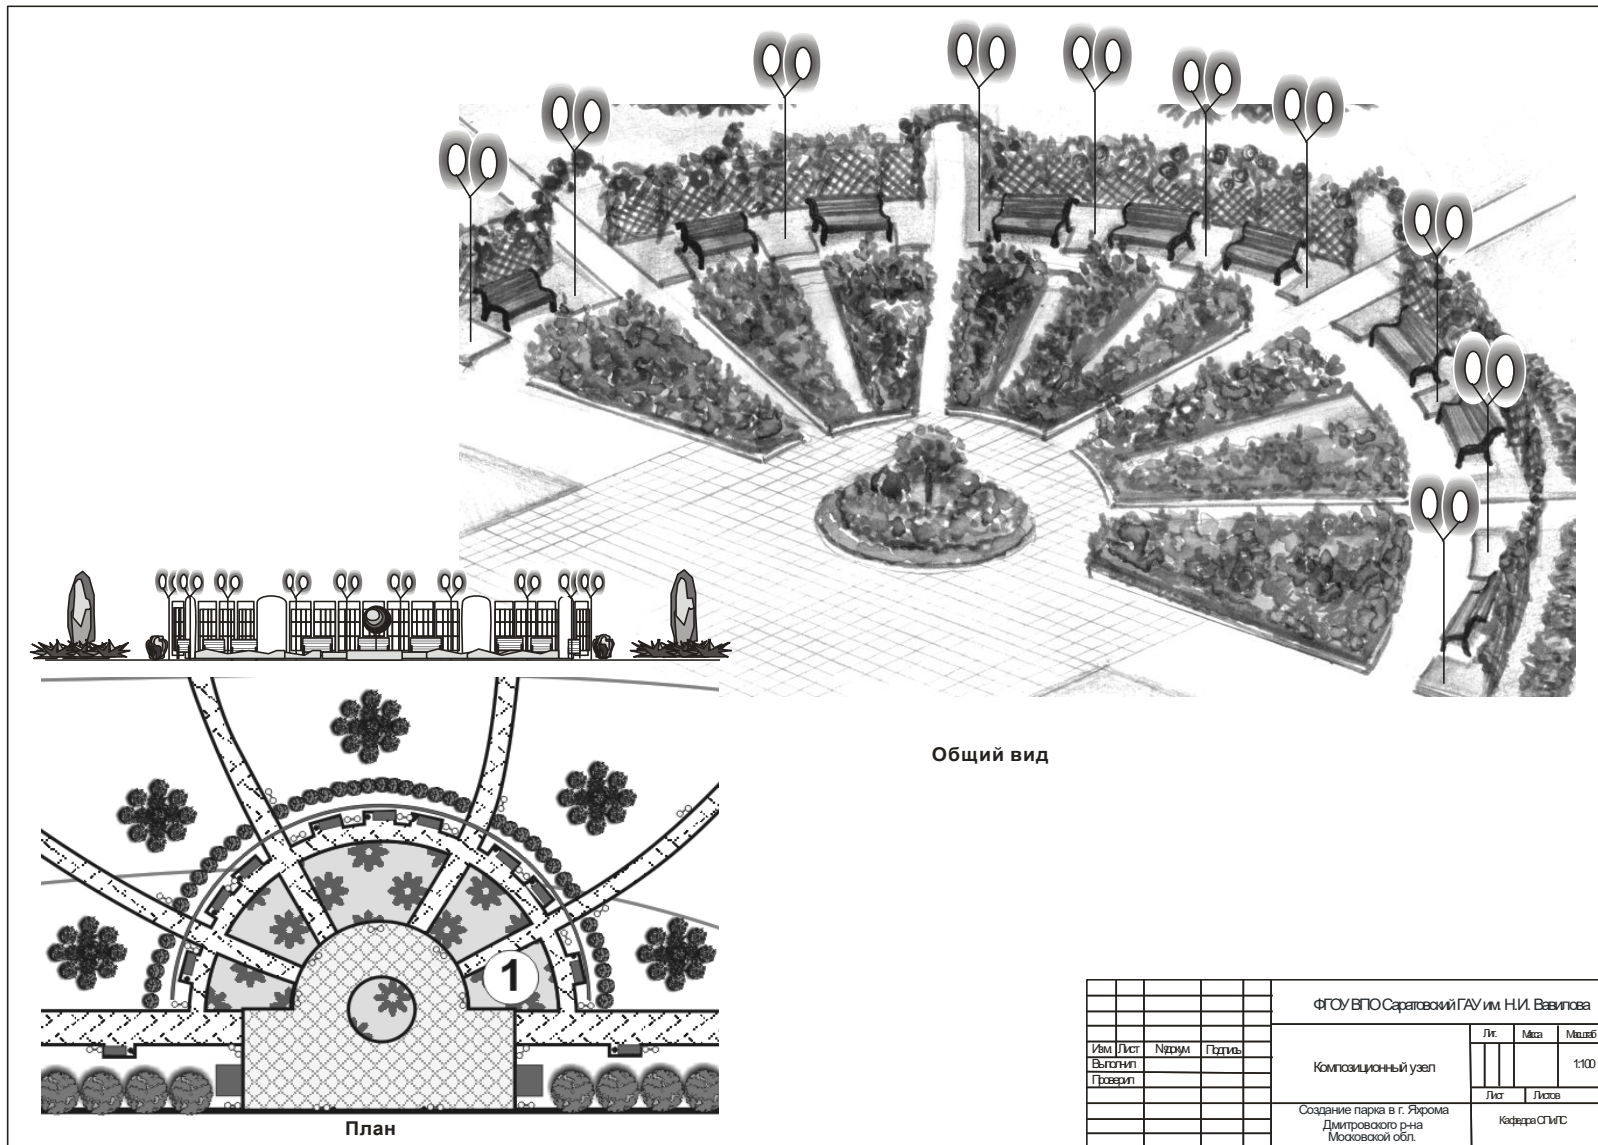 Общий вид
1
План
ФГОУ ВПО Саратовский ГАУ им. Н.И. Вавилова
Лит. Масса Масштаб
Изм. Лист №докум. Подпись
Выполнил
Композиционный узел
1:100
Проверил
Лист Листов
Создание парка в г. Яхрома
Дмитровского р-на
Московской обл.
Кафедра СПиЛС